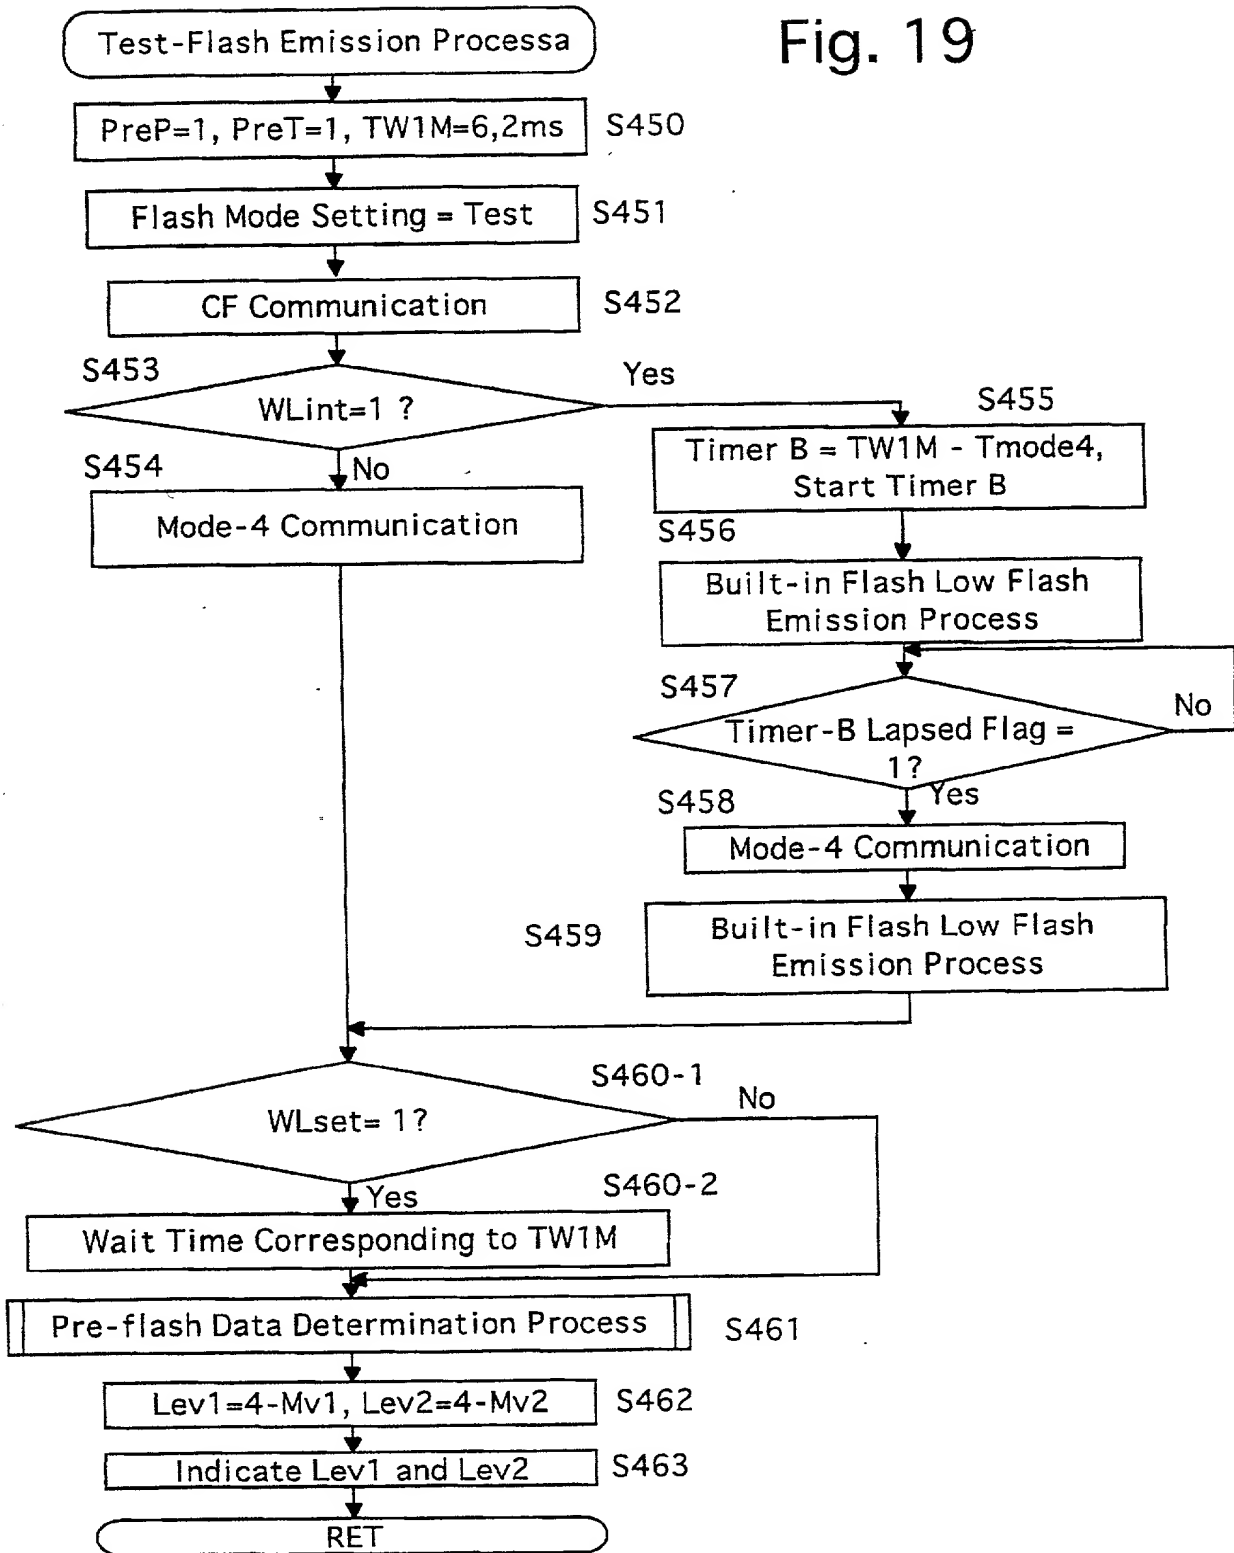 Fig. 19
Test-Flash Emission Processa
PreP=1, PreT=1, TW1M=6,2ms
S450
Flash Mode Setting = Test
S451
CF Communication
S452
S453
WLint=1 ?
Yes
No
S454
Mode-4 Communication
S455
Timer B = TW1M - Tmode4,
Start Timer B
S456
Built-in Flash Low Flash
Emission Process
S457
Timer-B Lapsed Flag =
1?
No
Yes
S458
Mode-4 Communication
S459
Built-in Flash Low Flash
Emission Process
S460-1
WLset= 1?
No
Yes
S460-2
Wait Time Corresponding to TW1M
Pre-flash Data Determination Process
S461
Lev1=4-Mv1, Lev2=4-Mv2
S462
Indicate Lev1 and Lev2
S463
RET